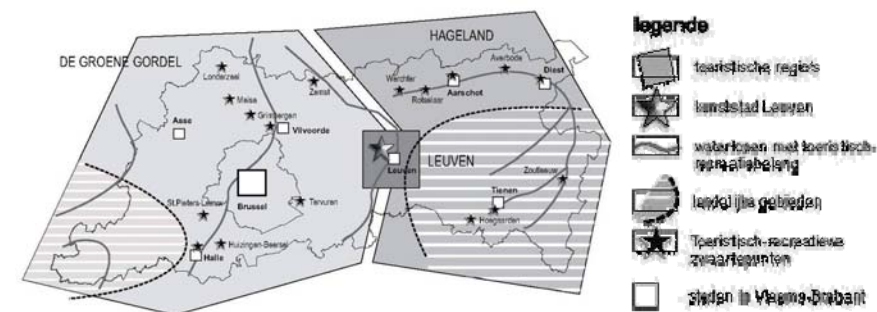 HAGELAND
DE GROENE GORDEL
Londerzeel
Zemst
Werchter
Rotselaar
Aarschot
Averbode
Diest
Meise
Grimbergen
Vilvoorde
Asse
Leuven
LEUVEN
Zoutleeuw
Tienen
Hoegaarden
Brussel
Tervuren
St.Pieters-Leeuw
Huizingen-Beersel
Halle
legende
toeristische regio's
kunststad Leuven
waterlopen met toeristisch-
recreatief belang
landelijke gebieden
Toeristisch-recreatieve
zwaartepunten
steden in Vlaams-Brabant